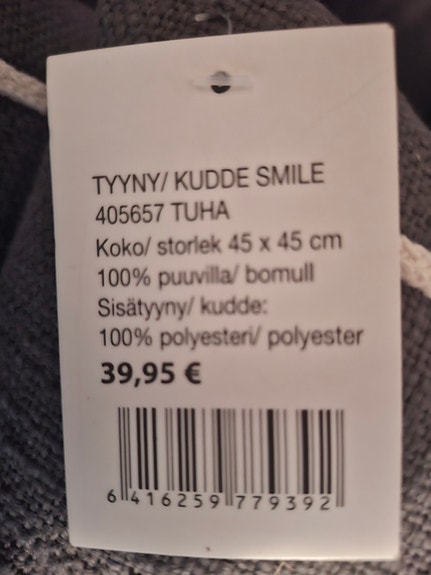 TYYNY/ KUDDE SMILE
405657 TUHA
Koko/ storlek 45 x 45 cm
100% puuvilla/ bomull
Sisätyyny/ kudde:
100% polyesteri/ polyester
39,95 €
6 416259 779392